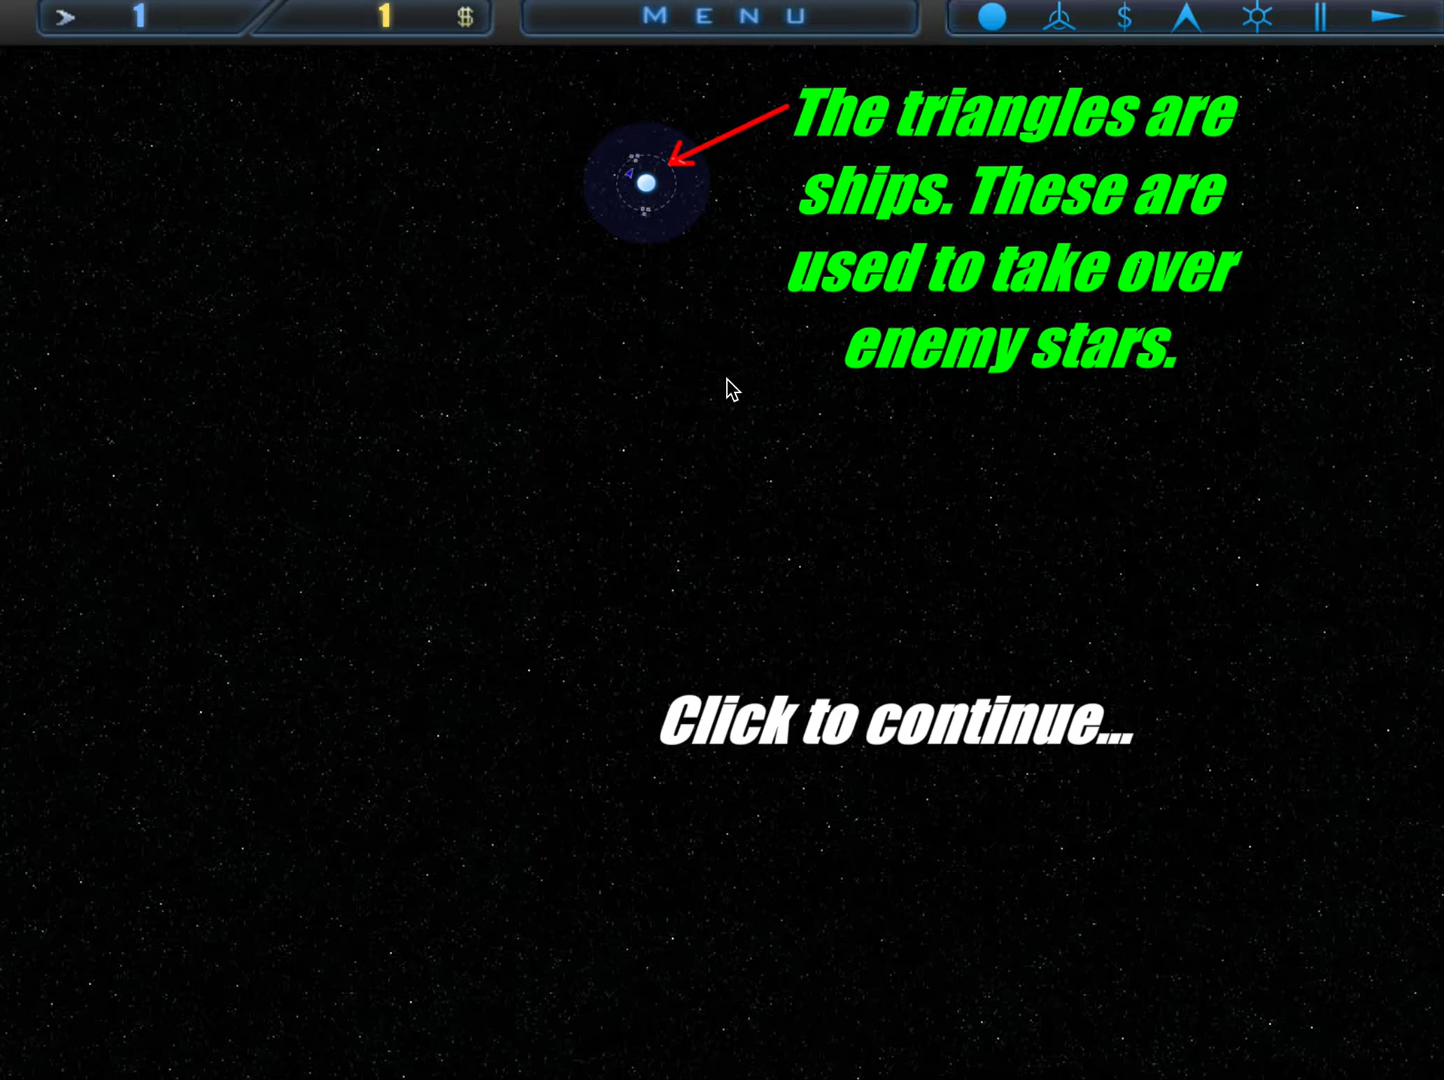 1 1 $ MENU $
The triangles are
ships. These are
used to take over
enemy stars.
Click to continue...